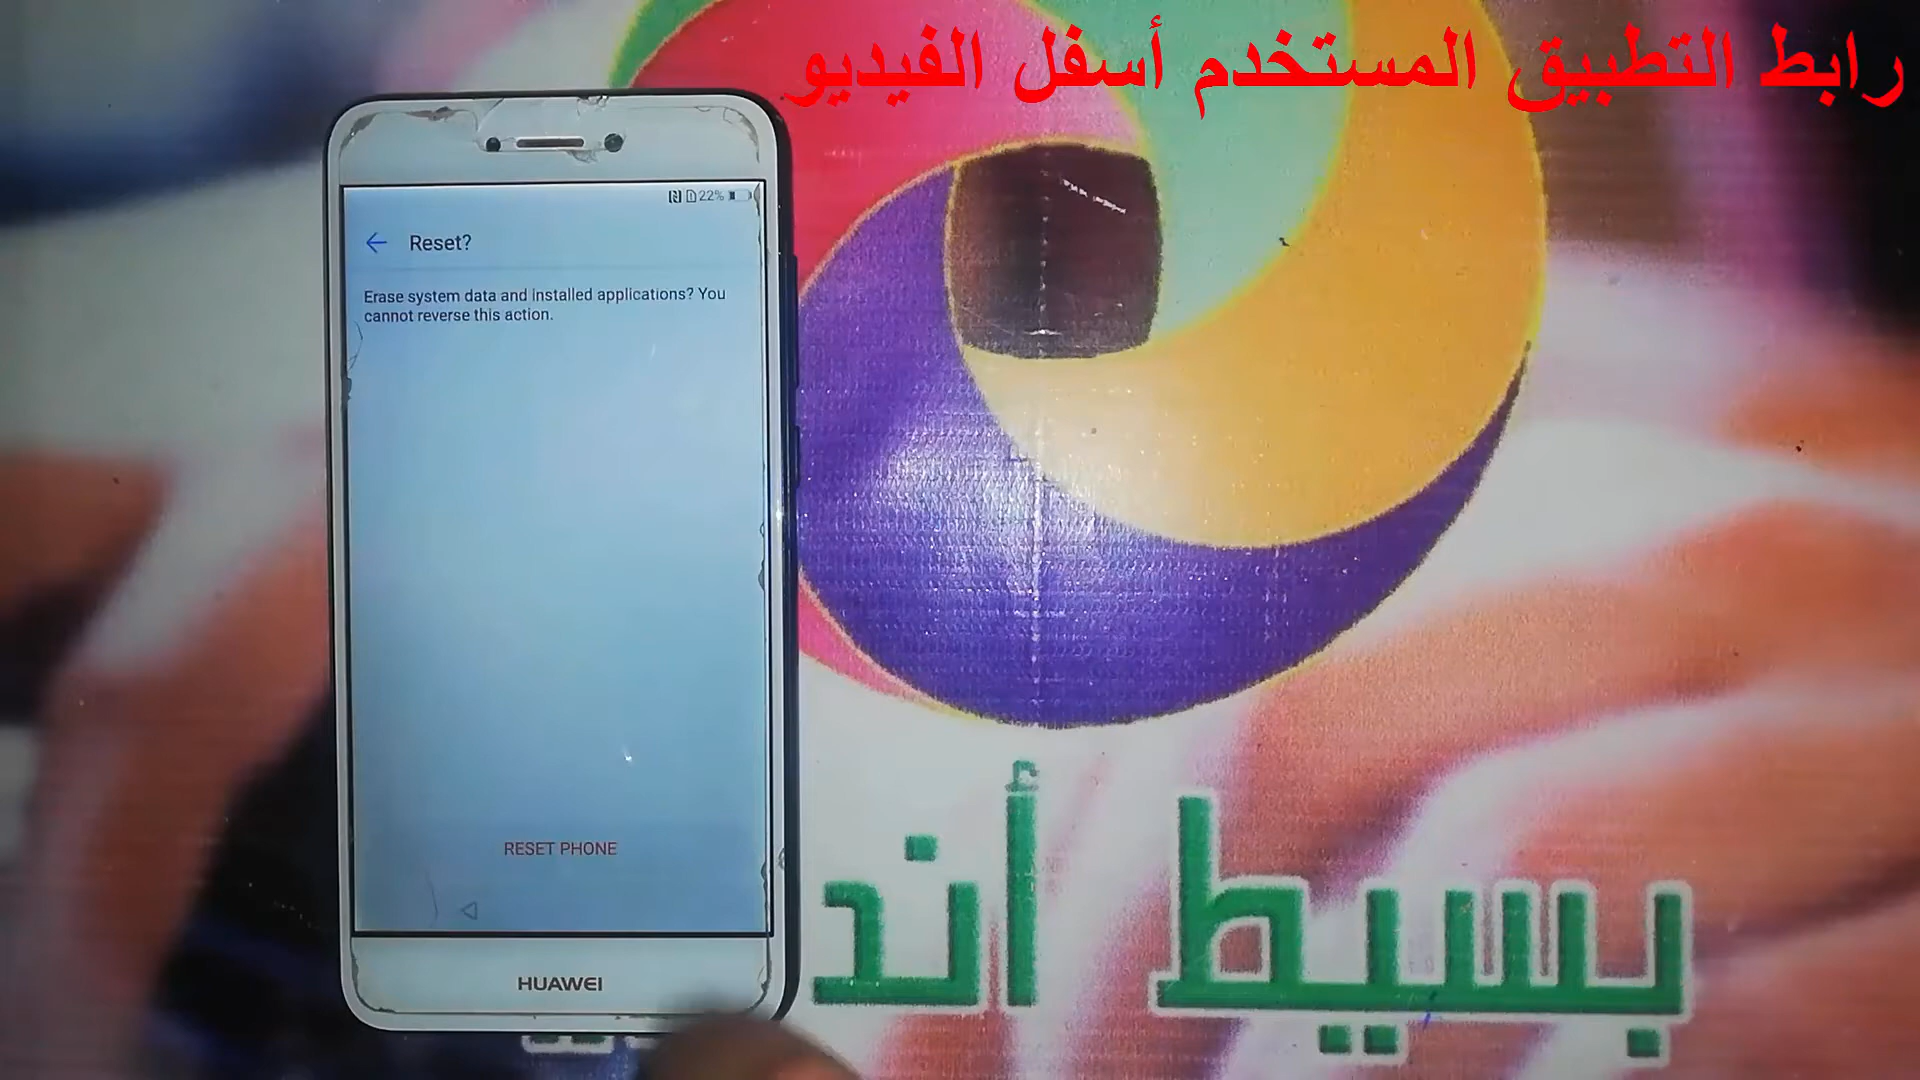 رابط التطبيق المستخدم أسفل الفيديو
22%
Reset?
Erase system data and installed applications? You
cannot reverse this action.
RESET PHONE
HUAWEI
بسيط أند